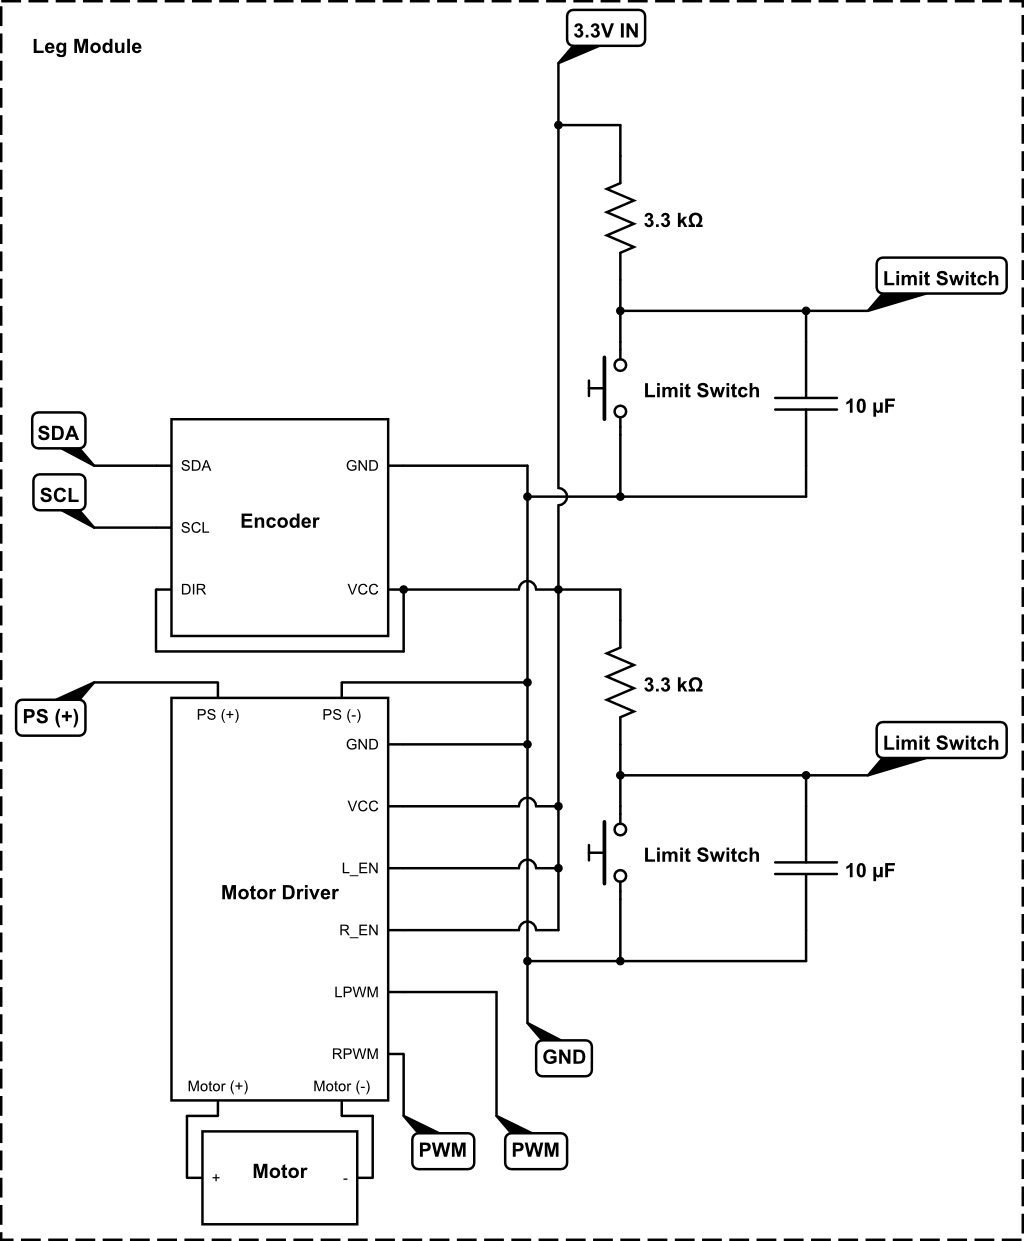 3.3V IN
Leg Module
3.3 kΩ
Limit Switch
Limit Switch
10 µF
SDA
SDA
GND
SCL
SCL
Encoder
DIR
VCC
3.3 kΩ
PS (+)
PS (+)
PS (-)
GND
Limit Switch
VCC
Limit Switch
10 µF
L_EN
Motor Driver
R_EN
LPWM
RPWM
GND
Motor (+)
Motor (-)
PWM
PWM
Motor
+
-